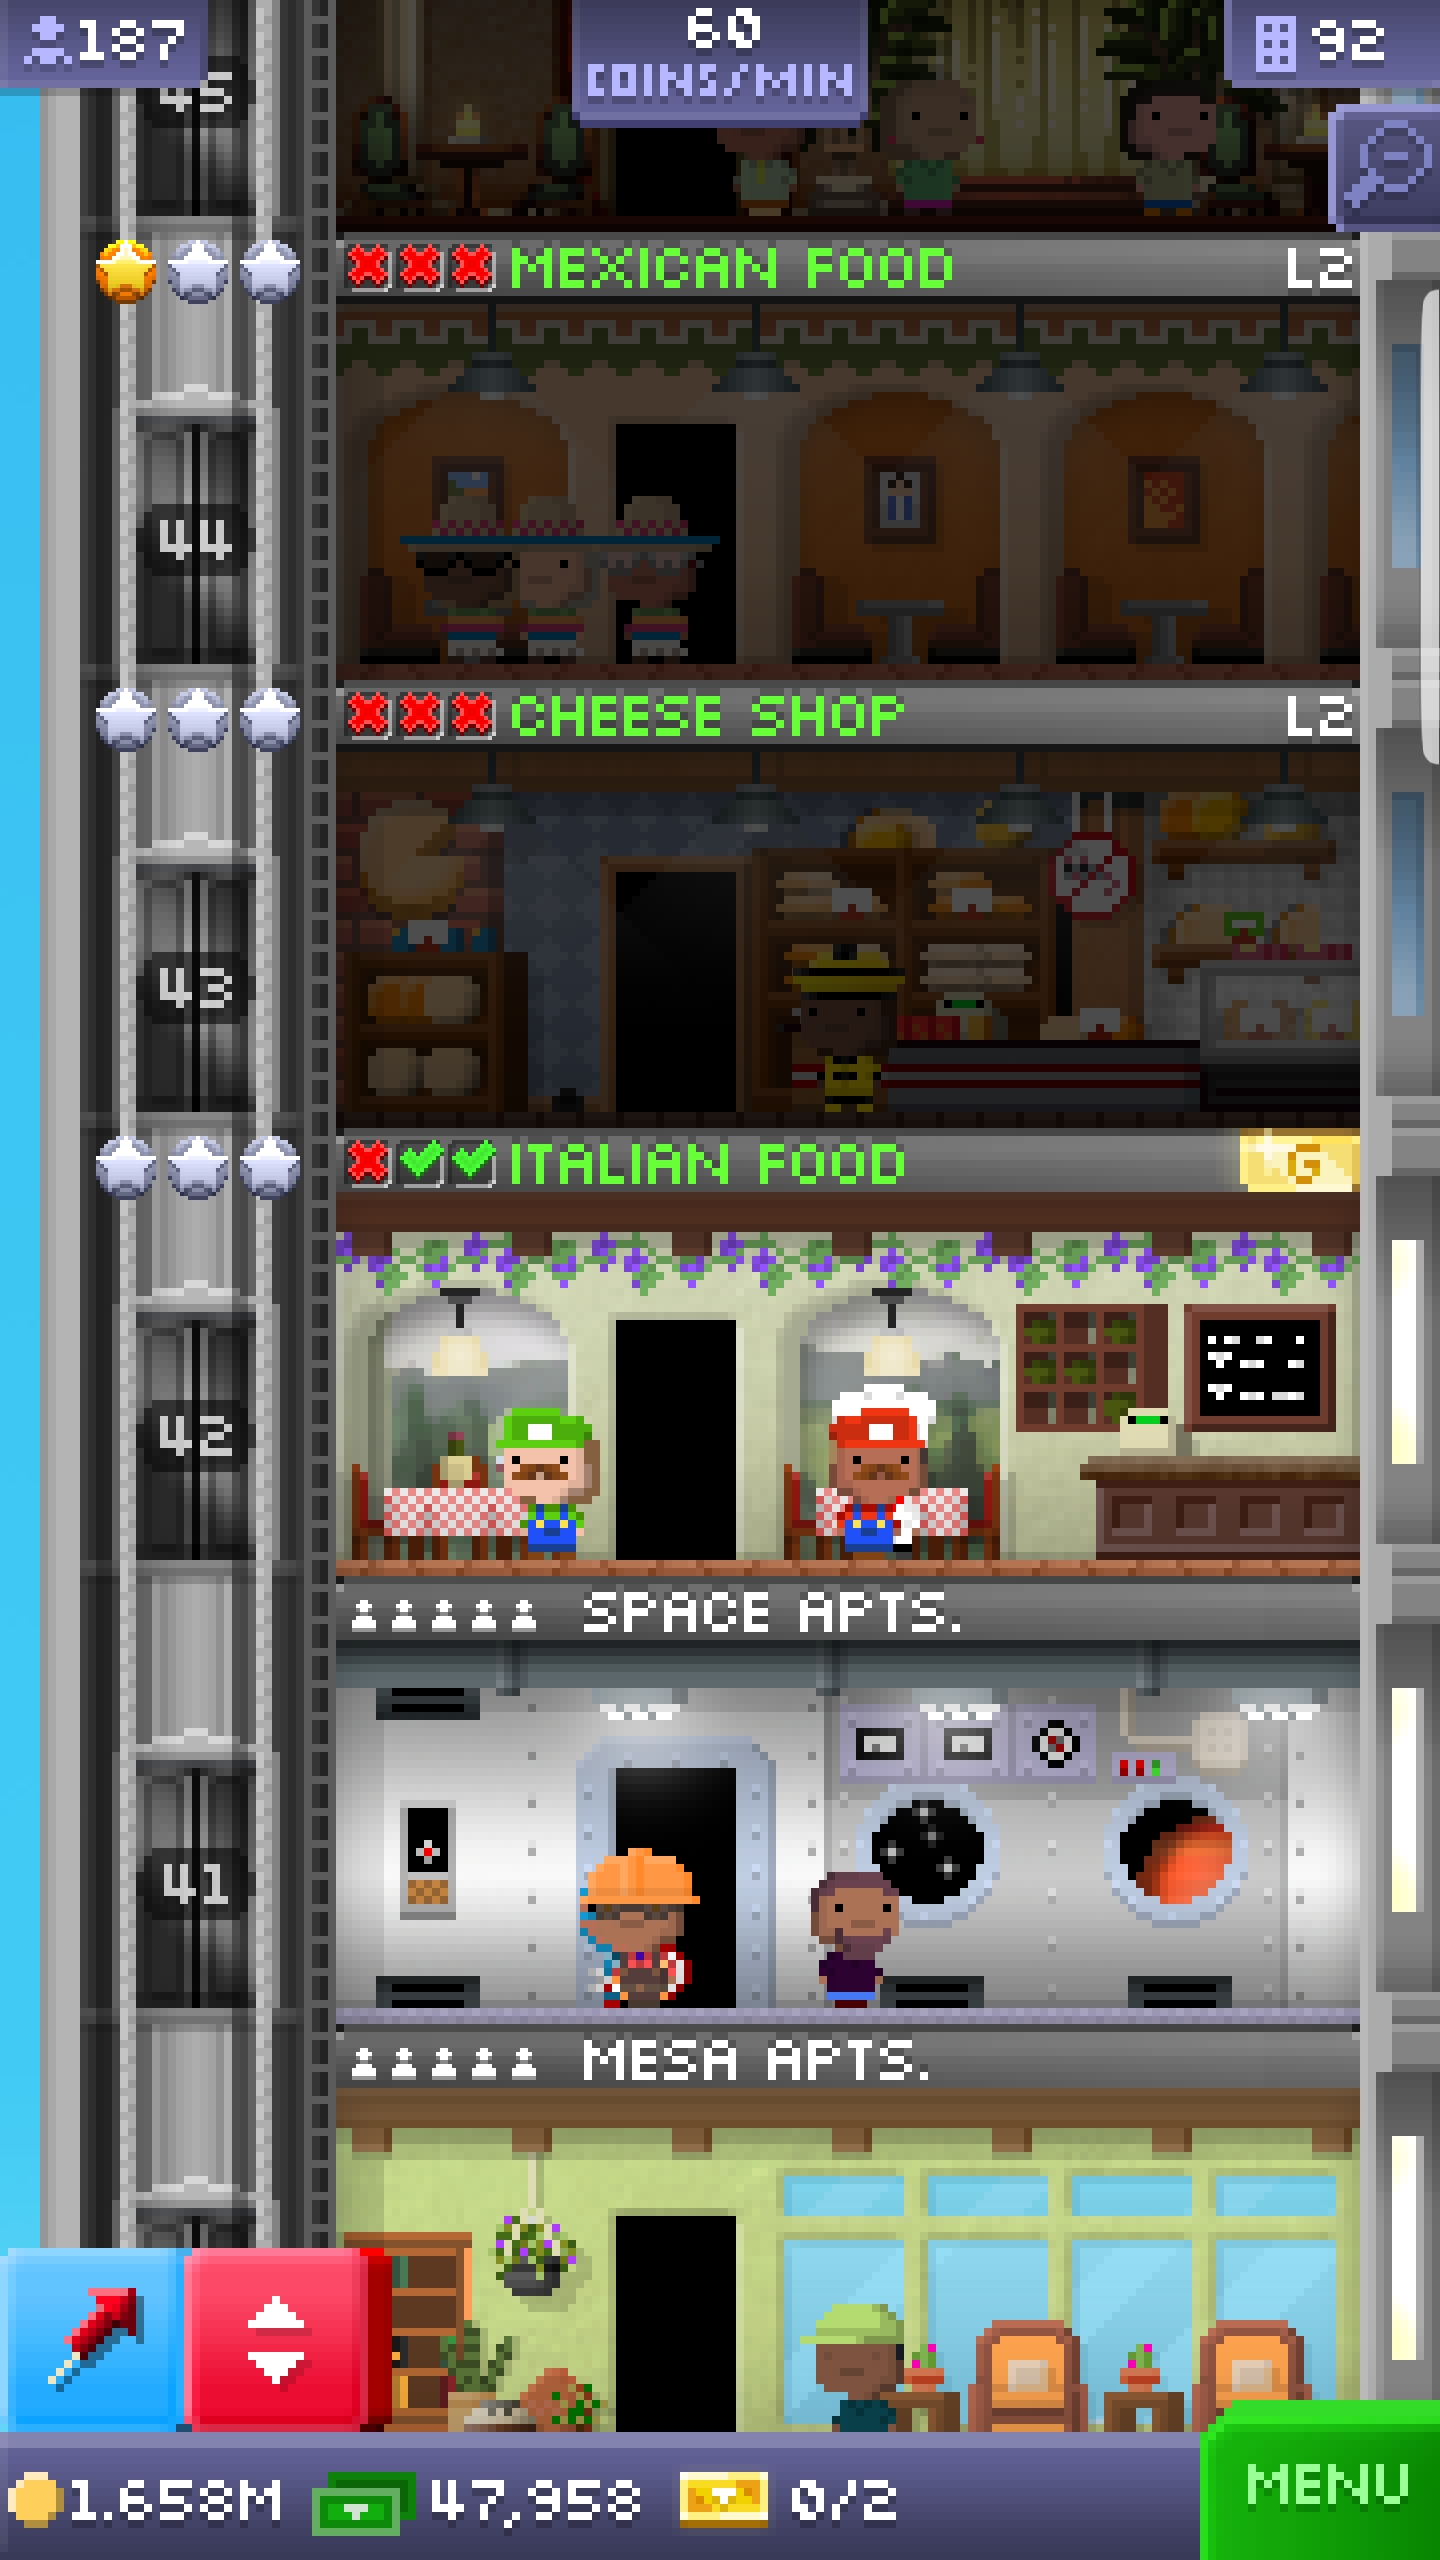 187
60
COINS/MIN
92
45
MEXICAN FOOD
L2
44
CHEESE SHOP
L2
43
ITALIAN FOOD
G
42
SPACE APTS.
41
MESA APTS.
1.658M
47,958
0/2
MENU